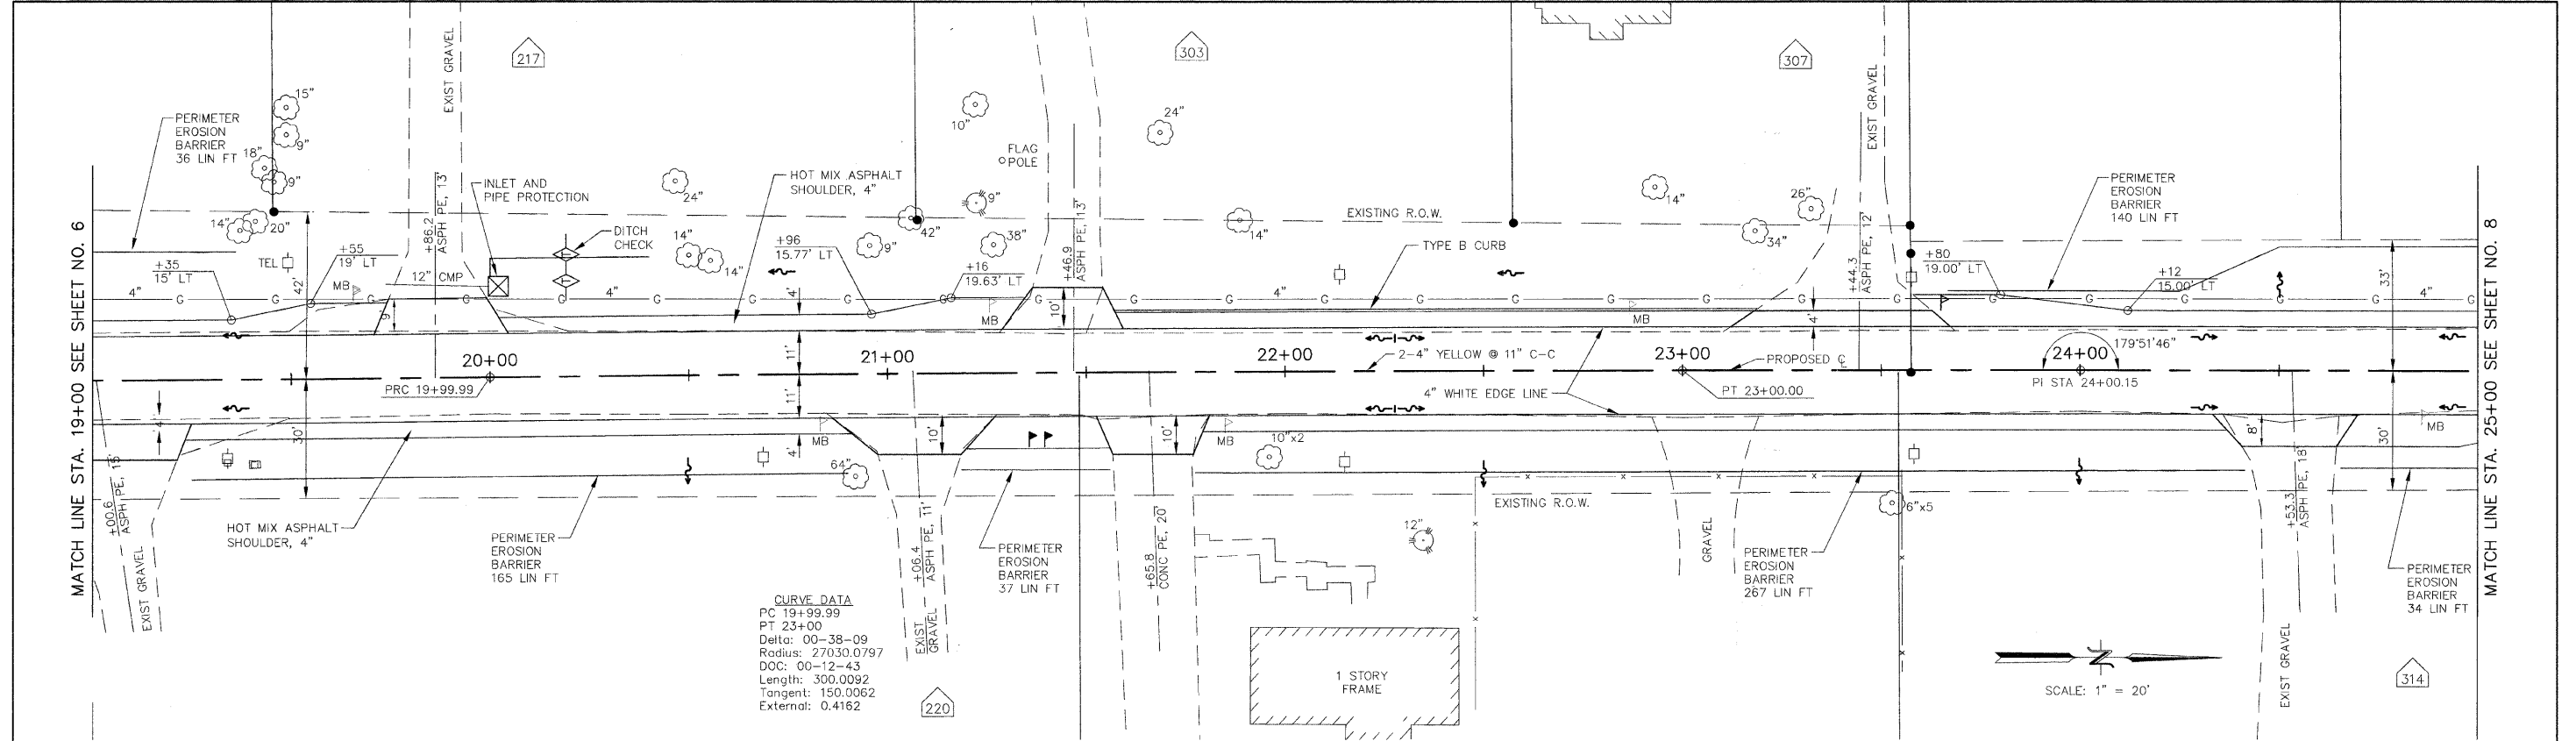 MATCH LINE STA. 19+00 SEE SHEET NO. 6
217
303
307
EXIST GRAVEL
EXIST GRAVEL
15"
9"
18"
9"
14"
20"
PERIMETER
EROSION
BARRIER
36 LIN FT
+35
15' LT
TEL
+55
19' LT
MB
42'
+86.2
ASPH PE, 13'
12" CMP
INLET AND
PIPE PROTECTION
DITCH
CHECK
24"
14"
14"
HOT MIX ASPHALT
SHOULDER, 4"
+96
15.77' LT
9"
42"
10"
9"
38"
FLAG
POLE
+16
19.63' LT
MB
+46.9
ASPH PE, 13'
24"
14"
EXISTING R.O.W.
TYPE B CURB
14"
34"
26"
+44.3
ASPH PE, 12'
+80
19.00' LT
PERIMETER
EROSION
BARRIER
140 LIN FT
+12
15.00' LT
33'
4" G G G G 4" G G G G G G 4" G G G G G G G G G G 4" G
9'
4'
10'
MB
4'
20+00
21+00
22+00
23+00
24+00
11'
11'
PRC 19+99.99
2-4" YELLOW @ 11" C-C
PROPOSED ℄
4" WHITE EDGE LINE
PT 23+00.00
179°51'46"
PI STA 24+00.15
4'
30'
MB
4'
10'
10'
MB
8'
MB
30'
64"
10"x2
6"x5
+00.6
ASPH PE, 15'
EXIST GRAVEL
HOT MIX ASPHALT
SHOULDER, 4"
PERIMETER
EROSION
BARRIER
165 LIN FT
+06.4
ASPH PE, 11'
EXIST
GRAVEL
PERIMETER
EROSION
BARRIER
37 LIN FT
+65.8
CONC PE, 20'
12"
EXISTING R.O.W.
GRAVEL
PERIMETER
EROSION
BARRIER
267 LIN FT
+53.3
ASPH PE, 18'
EXIST GRAVEL
PERIMETER
EROSION
BARRIER
34 LIN FT
CURVE DATA
PC 19+99.99
PT 23+00
Delta: 00-38-09
Radius: 27030.0797
DOC: 00-12-43
Length: 300.0092
Tangent: 150.0062
External: 0.4162
220
1 STORY
FRAME
SCALE: 1" = 20'
314
MATCH LINE STA. 25+00 SEE SHEET NO. 8